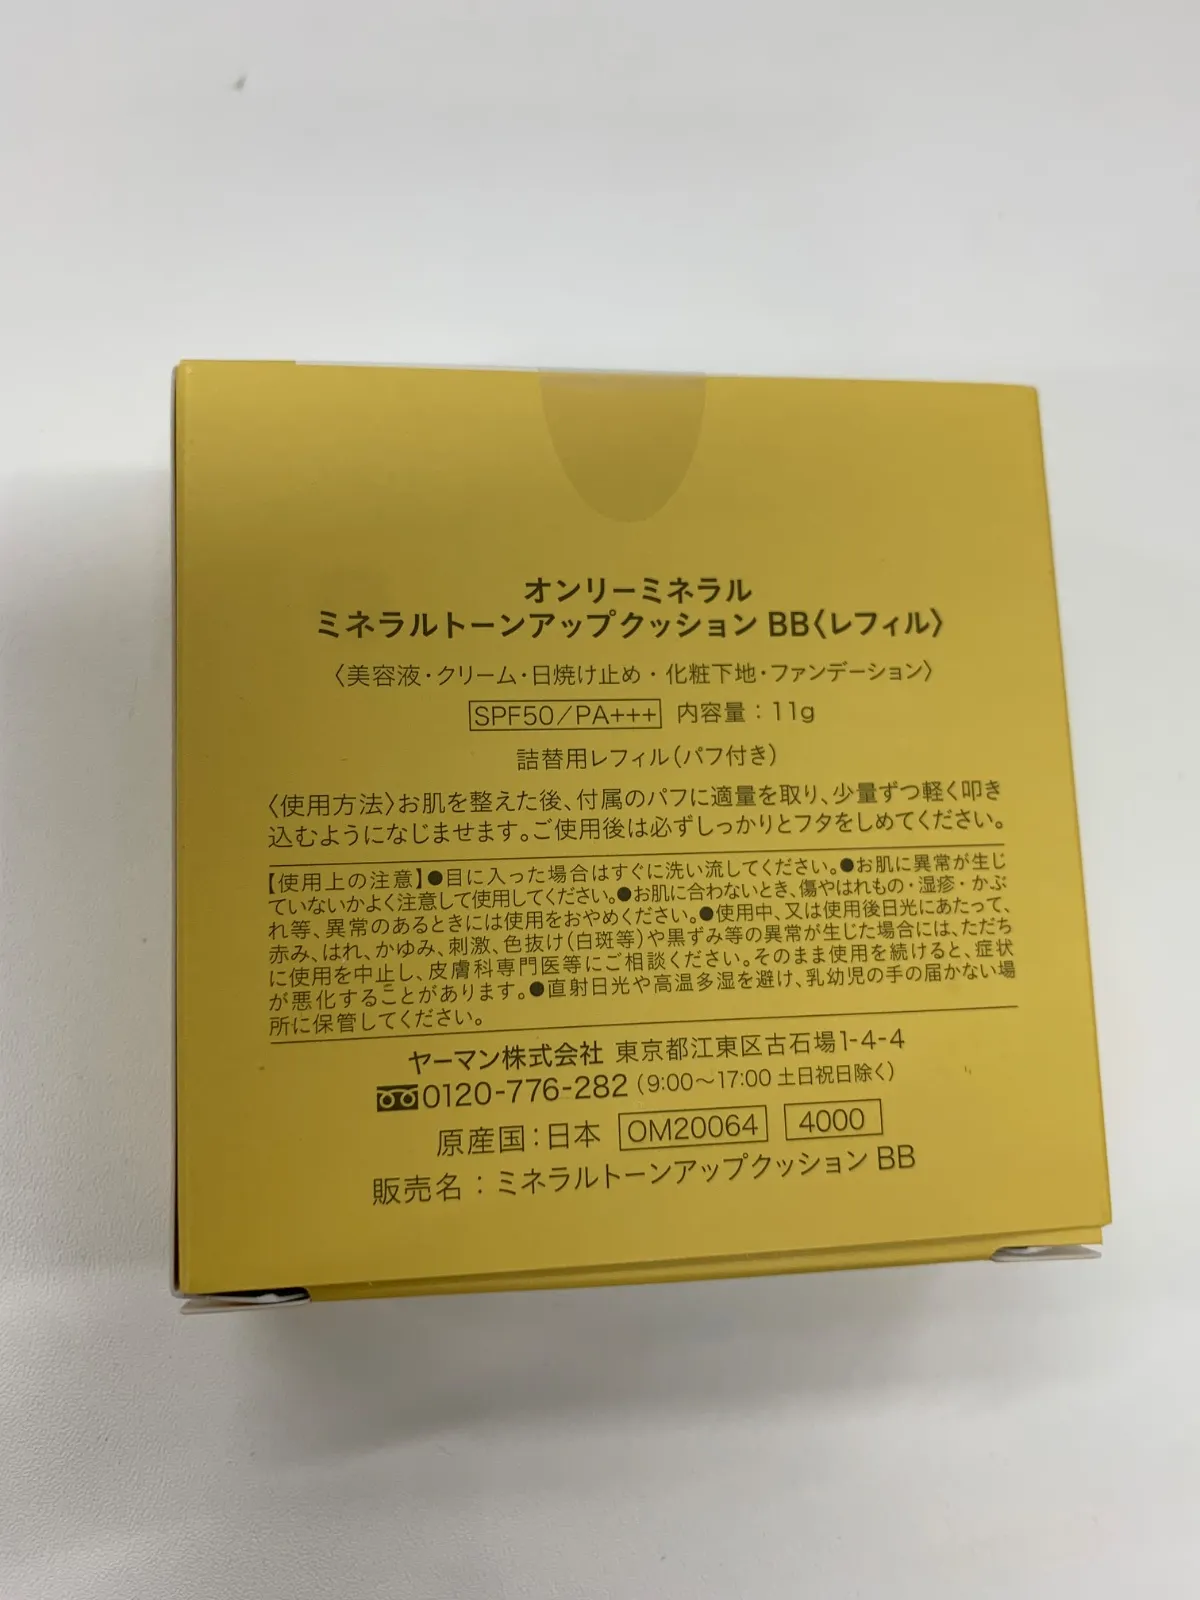 オンリーミネラル
ミネラルトーンアップクッション BB〈レフィル〉
〈美容液・クリーム・日焼け止め・化粧下地・ファンデーション〉
SPF50/PA+++ 内容量：11g
詰替用レフィル(パフ付き)
〈使用方法〉お肌を整えた後、付属のパフに適量を取り、少量ずつ軽く叩き
込むようになじませます。ご使用後は必ずしっかりとフタをしめてください。
【使用上の注意】●目に入った場合はすぐに洗い流してください。●お肌に異常が生じ
ていないかよく注意して使用してください。●お肌に合わないとき、傷やはれもの・湿疹・かぶ
れ等、異常のあるときには使用をおやめください。●使用中、又は使用後日光にあたって、
赤み、はれ、かゆみ、刺激、色抜け(白斑等)や黒ずみ等の異常が生じた場合には、ただち
に使用を中止し、皮膚科専門医等にご相談ください。そのまま使用を続けると、症状
が悪化することがあります。●直射日光や高温多湿を避け、乳幼児の手の届かない場
所に保管してください。
ヤーマン株式会社 東京都江東区古石場1-4-4
0120-776-282(9:00〜17:00 土日祝日除く)
原産国：日本 OM20064 4000
販売名：ミネラルトーンアップクッション BB